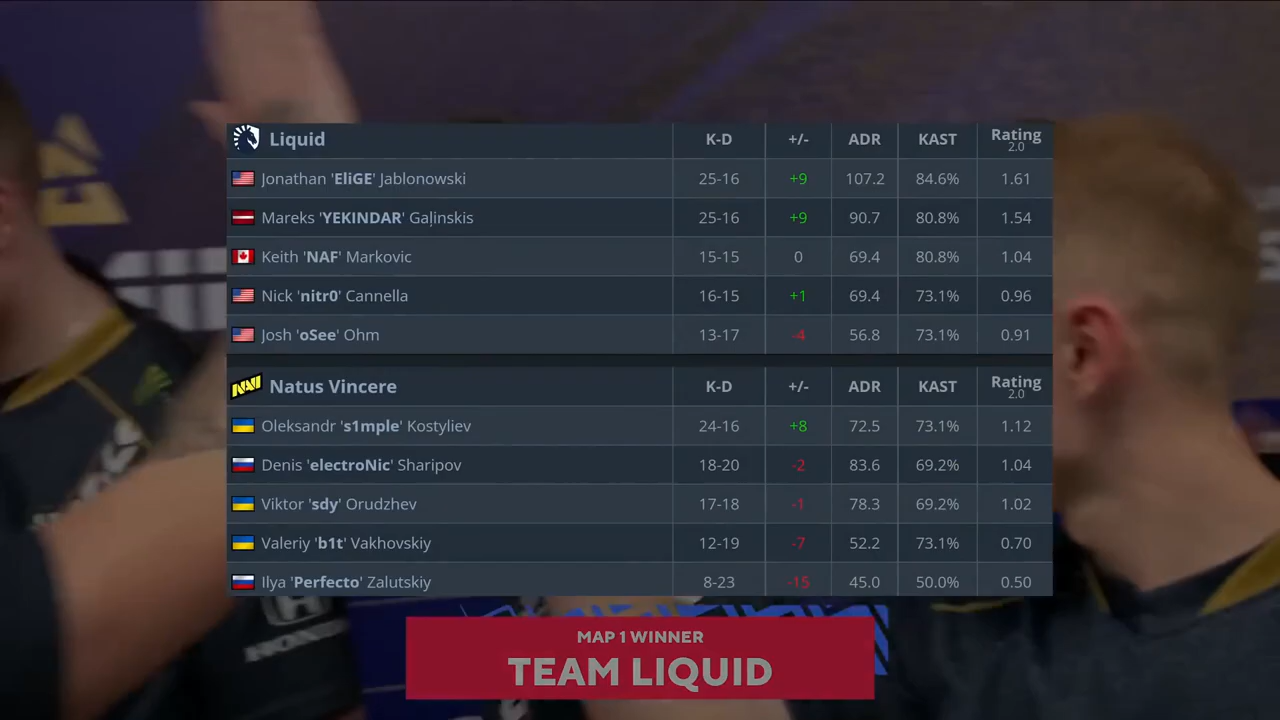 Liquid K-D +/- ADR KAST Rating 2.0
Jonathan 'EliGE' Jablonowski 25-16 +9 107.2 84.6% 1.61
Mareks 'YEKINDAR' Gaļinskis 25-16 +9 90.7 80.8% 1.54
Keith 'NAF' Markovic 15-15 0 69.4 80.8% 1.04
Nick 'nitr0' Cannella 16-15 +1 69.4 73.1% 0.96
Josh 'oSee' Ohm 13-17 -4 56.8 73.1% 0.91
Natus Vincere K-D +/- ADR KAST Rating 2.0
Oleksandr 's1mple' Kostyliev 24-16 +8 72.5 73.1% 1.12
Denis 'electroNic' Sharipov 18-20 -2 83.6 69.2% 1.04
Viktor 'sdy' Orudzhev 17-18 -1 78.3 69.2% 1.02
Valeriy 'b1t' Vakhovskiy 12-19 -7 52.2 73.1% 0.70
Ilya 'Perfecto' Zalutskiy 8-23 -15 45.0 50.0% 0.50
HONDA
MAP 1 WINNER
TEAM LIQUID